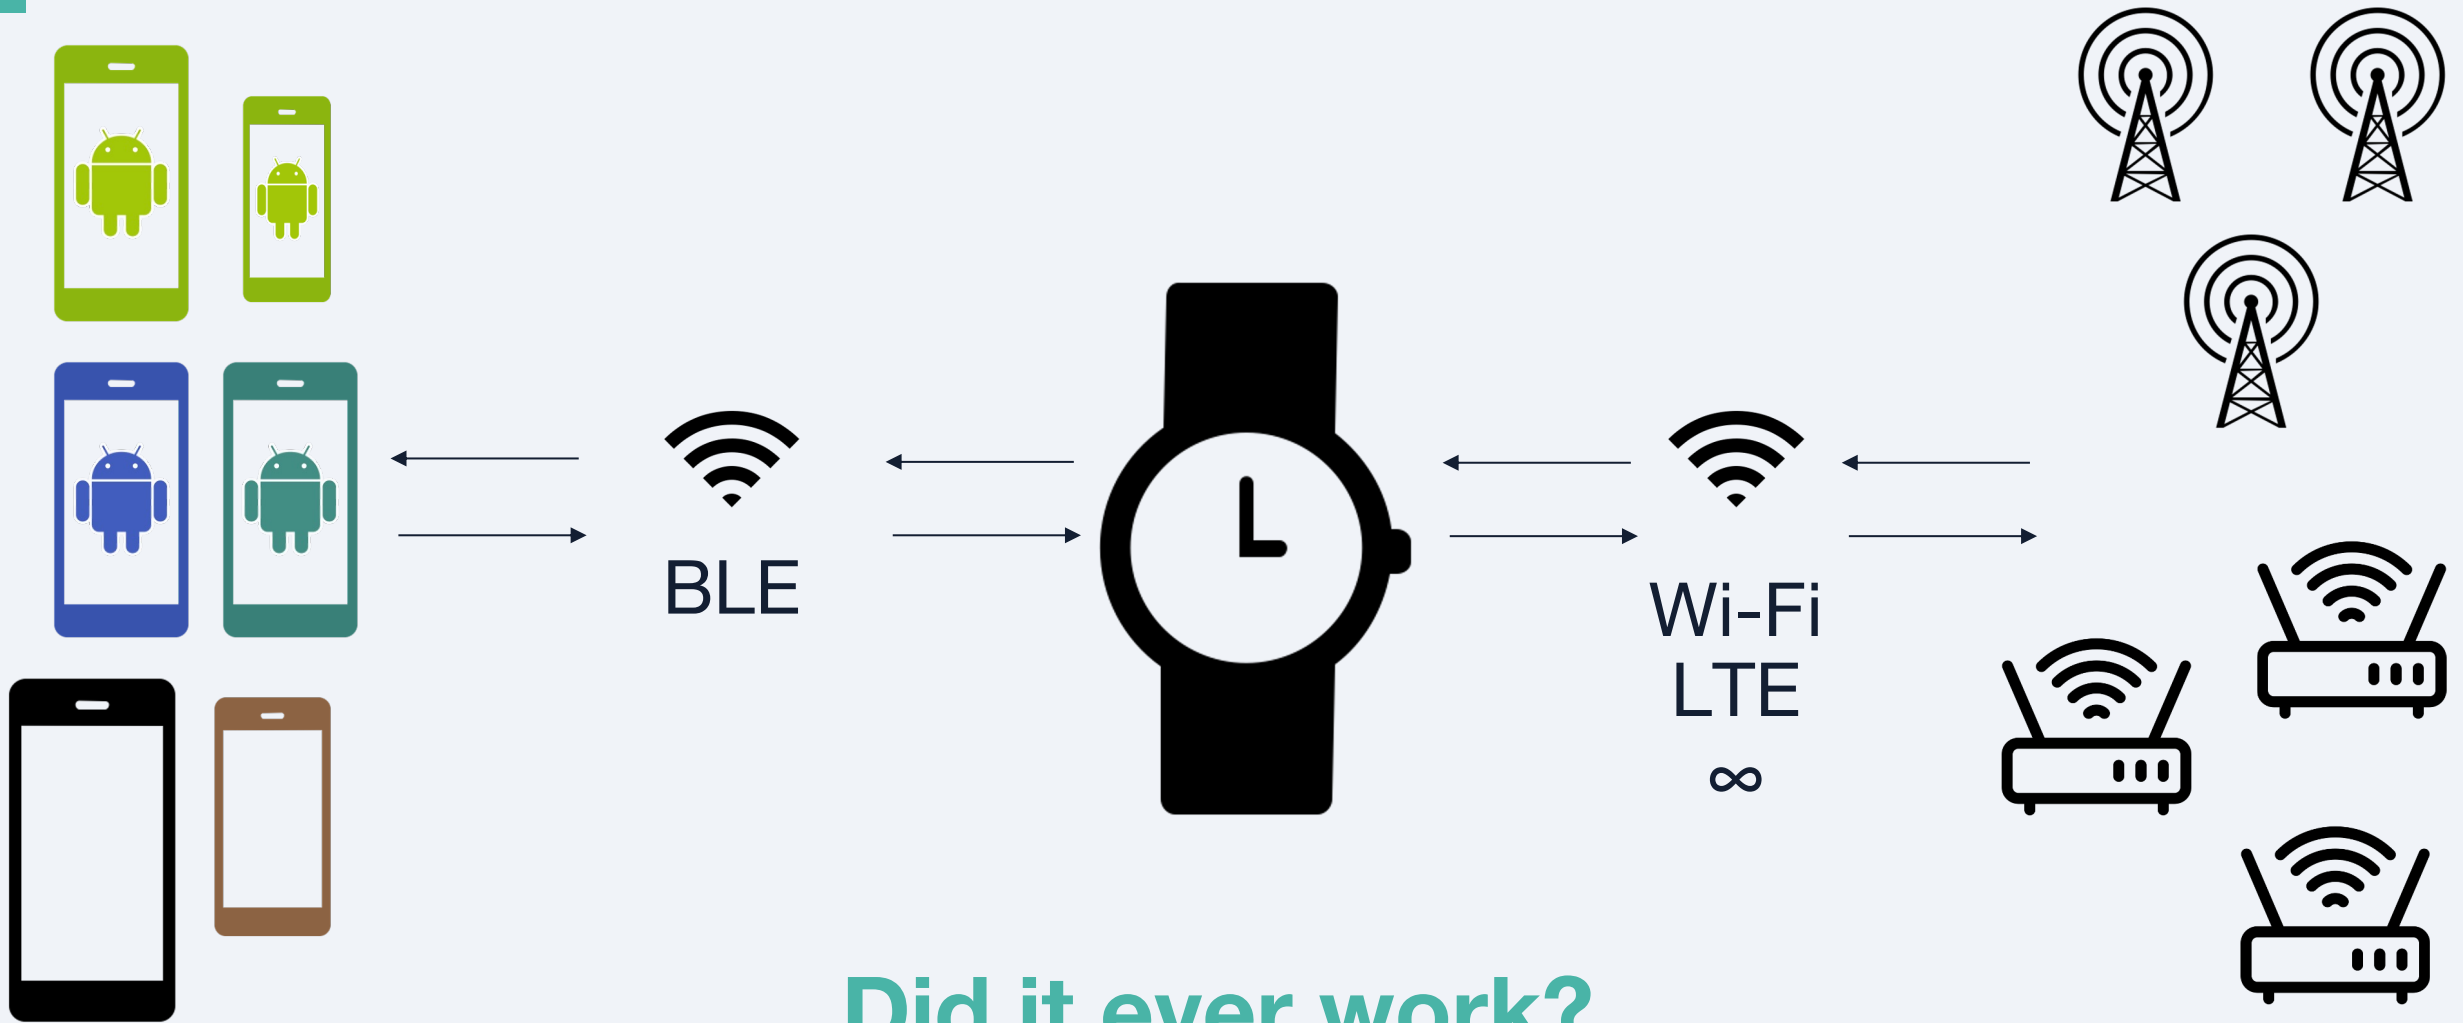 BLE
Wi-Fi
LTE
∞
Did it ever work?